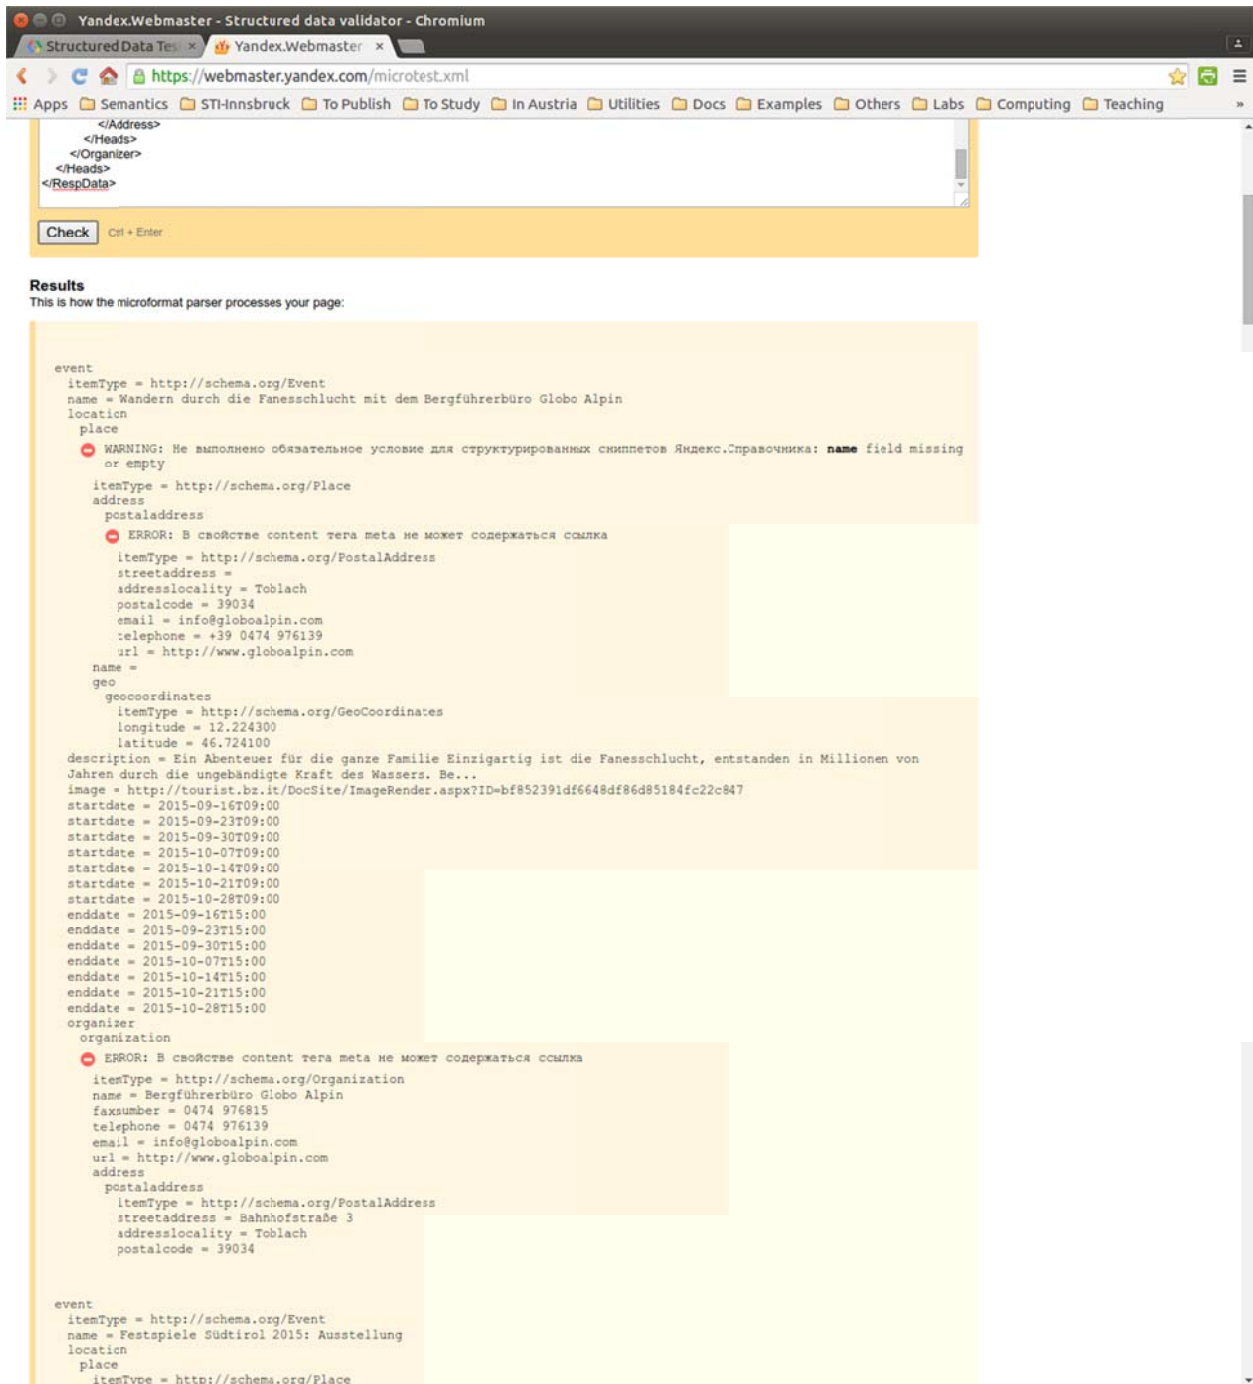 Yandex.Webmaster - Structured data validator - Chromium
Structured Data Tes × Yandex.Webmaster ×
https://webmaster.yandex.com/microtest.xml
Apps Semantics STI-Innsbruck To Publish To Study In Austria Utilities Docs Examples Others Labs Computing Teaching »
</Address>
</Heads>
</Organizer>
</Heads>
</RespData>
Check Ctrl + Enter
Results
This is how the microformat parser processes your page:
event
itemType = http://schema.org/Event
name = Wandern durch die Fanesschlucht mit dem Bergführerbüro Globo Alpin
location
place
WARNING: Не выполнено обязательное условие для структурированных сниппетов Яндекс.Справочника: name field missing
or empty
itemType = http://schema.org/Place
address
postaladdress
ERROR: В свойстве content тега meta не может содержаться ссылка
itemType = http://schema.org/PostalAddress
streetaddress =
addresslocality = Toblach
postalcode = 39034
email = info@globoalpin.com
telephone = +39 0474 976139
url = http://www.globoalpin.com
name =
geo
geocoordinates
itemType = http://schema.org/GeoCoordinates
longitude = 12.224300
latitude = 46.724100
description = Ein Abenteuer für die ganze Familie Einzigartig ist die Fanesschlucht, entstanden in Millionen von
Jahren durch die ungebändigte Kraft des Wassers. Be...
image = http://tourist.bz.it/DocSite/ImageRender.aspx?ID=bf852391df6648df86d85184fc22c847
startdate = 2015-09-16T09:00
startdate = 2015-09-23T09:00
startdate = 2015-09-30T09:00
startdate = 2015-10-07T09:00
startdate = 2015-10-14T09:00
startdate = 2015-10-21T09:00
startdate = 2015-10-28T09:00
enddate = 2015-09-16T15:00
enddate = 2015-09-23T15:00
enddate = 2015-09-30T15:00
enddate = 2015-10-07T15:00
enddate = 2015-10-14T15:00
enddate = 2015-10-21T15:00
enddate = 2015-10-28T15:00
organizer
organization
ERROR: В свойстве content тега meta не может содержаться ссылка
itemType = http://schema.org/Organization
name = Bergführerbüro Globo Alpin
faxnumber = 0474 976815
telephone = 0474 976139
email = info@globoalpin.com
url = http://www.globoalpin.com
address
postaladdress
itemType = http://schema.org/PostalAddress
streetaddress = Bahnhofstraße 3
addresslocality = Toblach
postalcode = 39034
event
itemType = http://schema.org/Event
name = Festspiele Südtirol 2015: Ausstellung
location
place
itemType = http://schema.org/Place